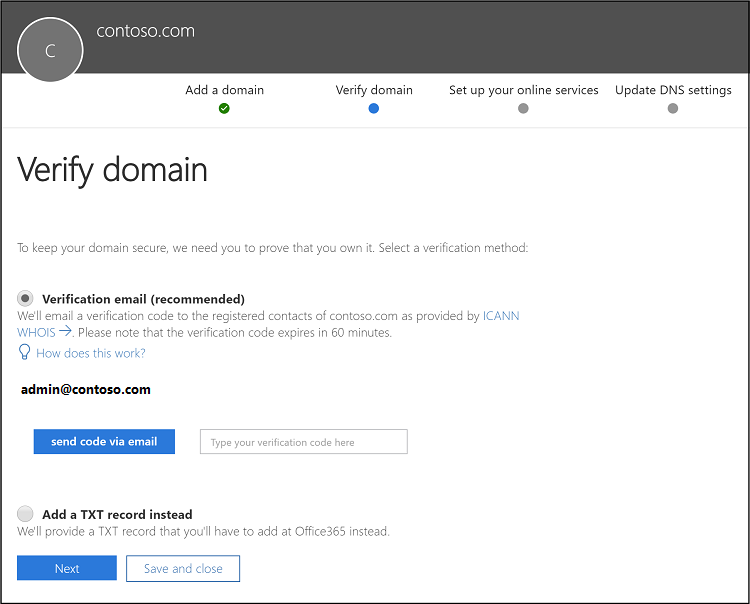 contoso.com
C
Add a domain
Verify domain
Set up your online services
Update DNS settings
Verify domain
To keep your domain secure, we need you to prove that you own it. Select a verification method:
Verification email (recommended)
We'll email a verification code to the registered contacts of contoso.com as provided by ICANN
WHOIS →. Please note that the verification code expires in 60 minutes.
How does this work?
admin@contoso.com
send code via email
Type your verification code here
Add a TXT record instead
We'll provide a TXT record that you'll have to add at Office365 instead.
Next
Save and close